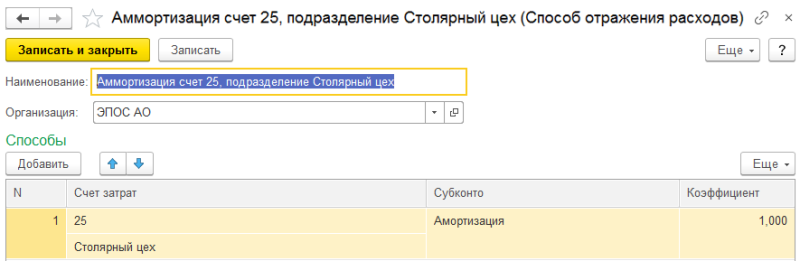 Аммортизация счет 25, подразделение Столярный цех (Способ отражения расходов)
Записать и закрыть Записать Еще ?
Наименование: Аммортизация счет 25, подразделение Столярный цех
Организация: ЭПОС АО
Способы
Добавить Еще
N Счет затрат Субконто Коэффициент
1 25 Амортизация 1,000
Столярный цех